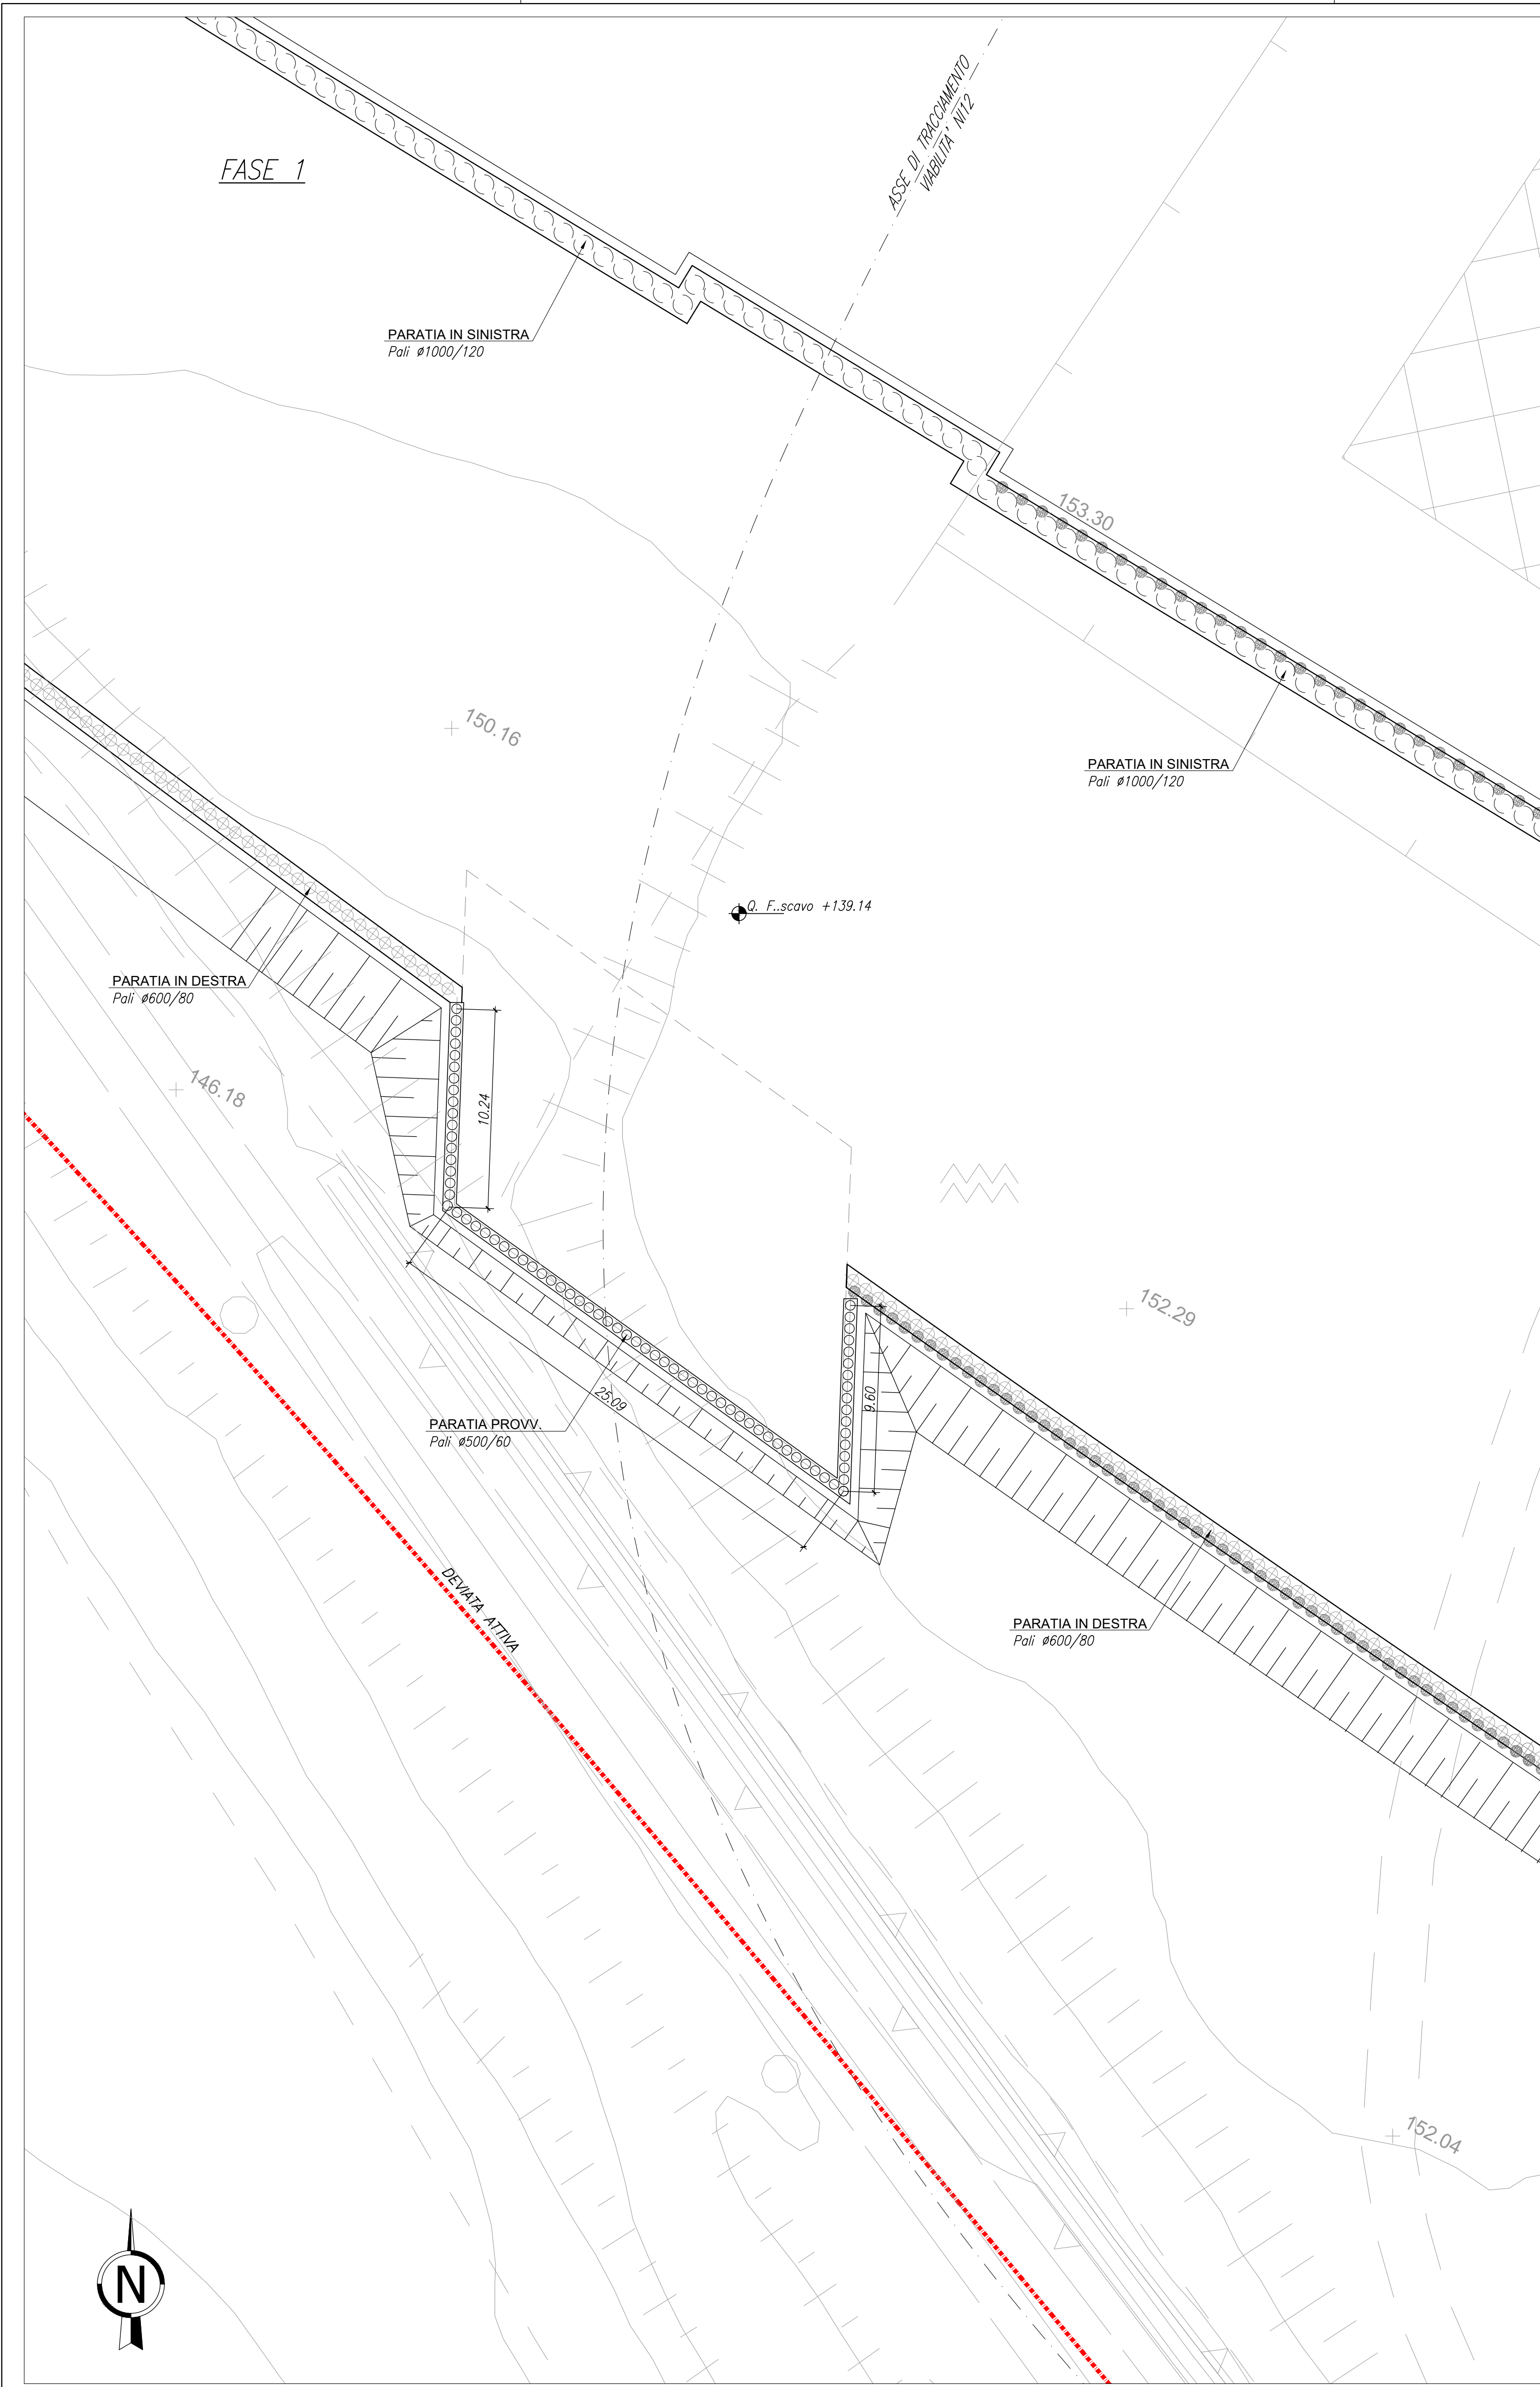 FASE 1
ASSE DI TRACCIAMENTO
VIABILITA' NI12
PARATIA IN SINISTRA
Pali ø1000/120
153.30
150.16
PARATIA IN SINISTRA
Pali ø1000/120
Q. F..scavo +139.14
PARATIA IN DESTRA
Pali ø600/80
146.18
10.24
152.29
9.60
25.09
PARATIA PROVV.
Pali ø500/60
DEVIATA ATTIVA
PARATIA IN DESTRA
Pali ø600/80
152.04
N